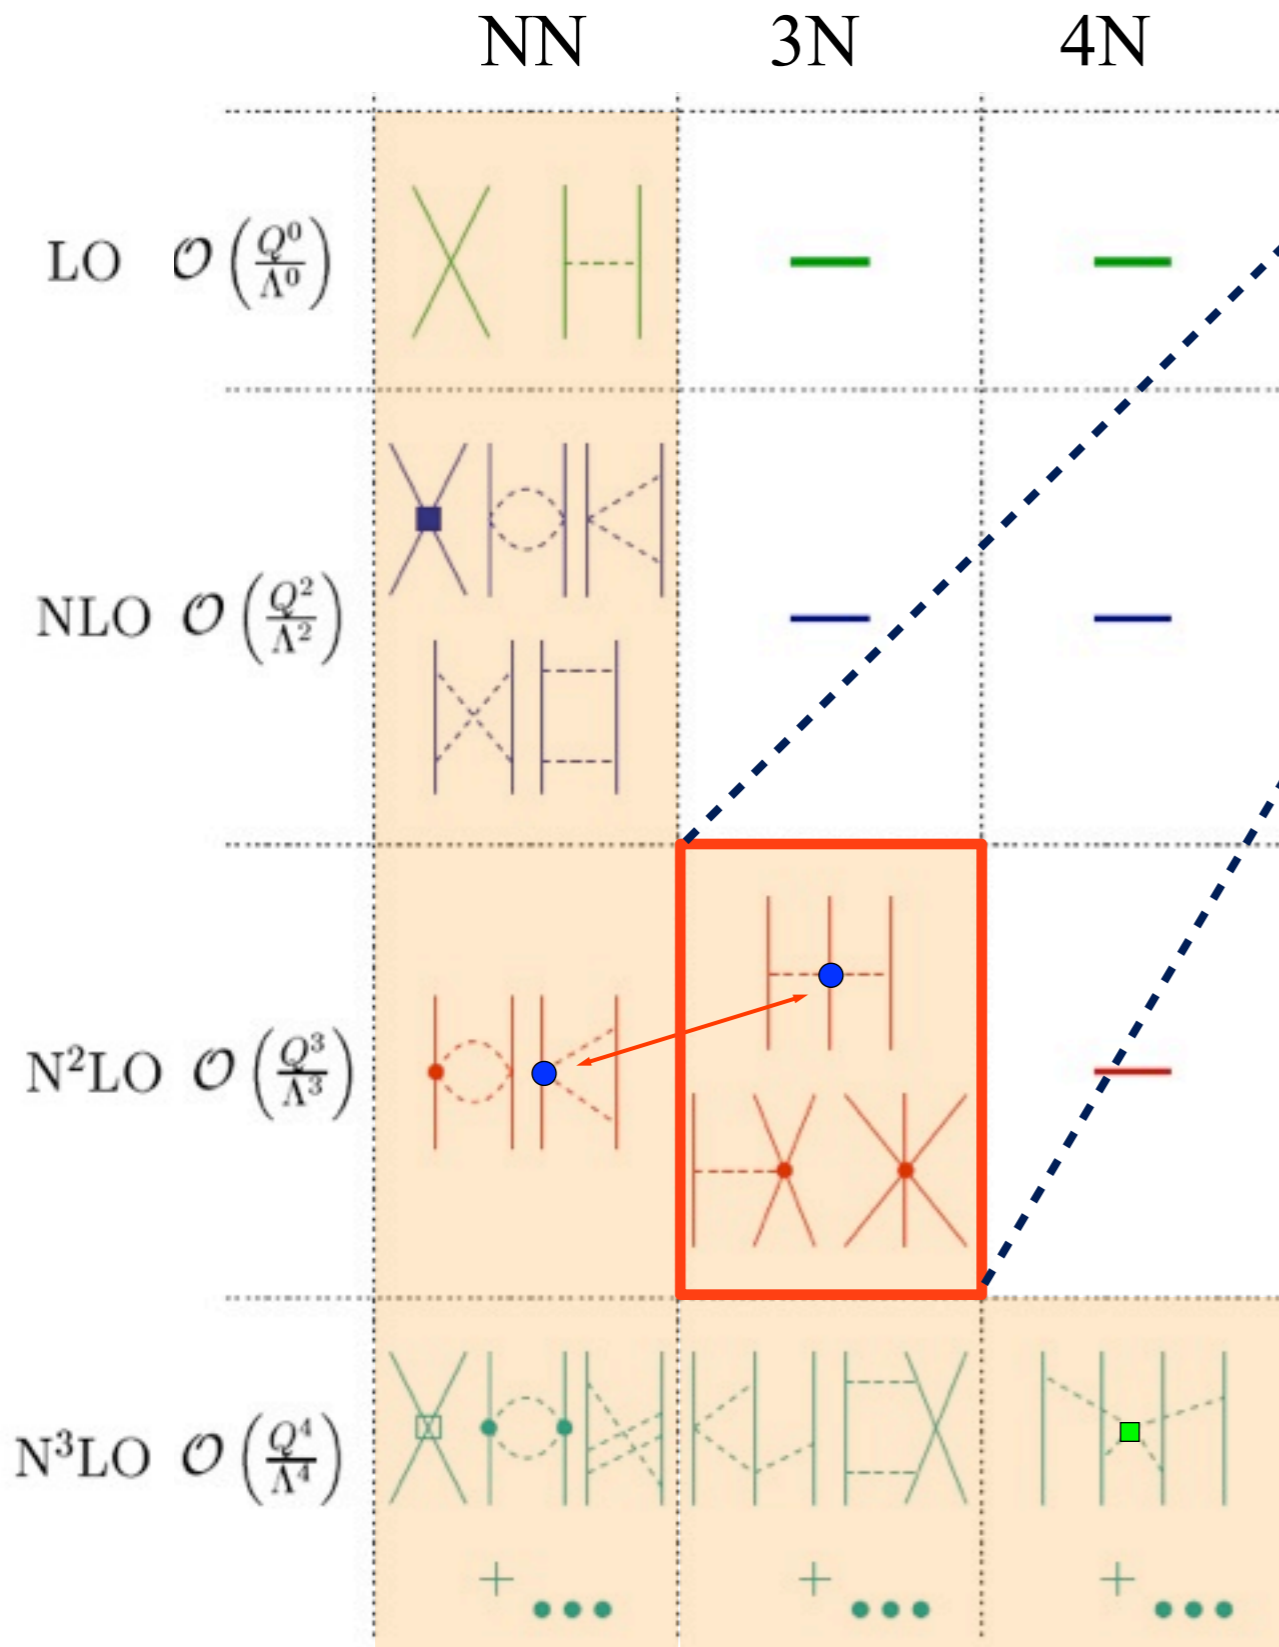 NN 3N 4N
LO 𝒪(Q⁰/Λ⁰)
NLO 𝒪(Q²/Λ²)
N²LO 𝒪(Q³/Λ³)
N³LO 𝒪(Q⁴/Λ⁴)
+ ••• + ••• + •••